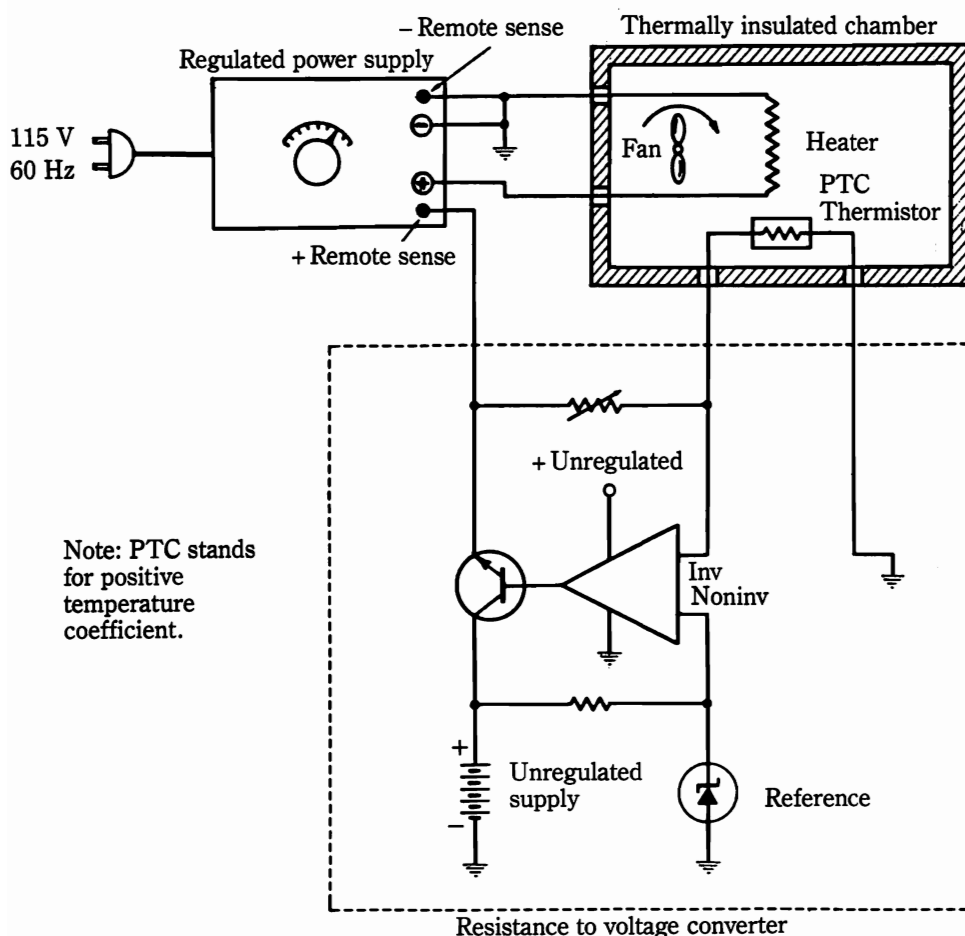 Thermally insulated chamber
− Remote sense
Regulated power supply
115 V
60 Hz
Fan
Heater
PTC
Thermistor
+ Remote sense
+ Unregulated
Inv
Noninv
Note: PTC stands
for positive
temperature
coefficient.
+
−
Unregulated
supply
Reference
Resistance to voltage converter